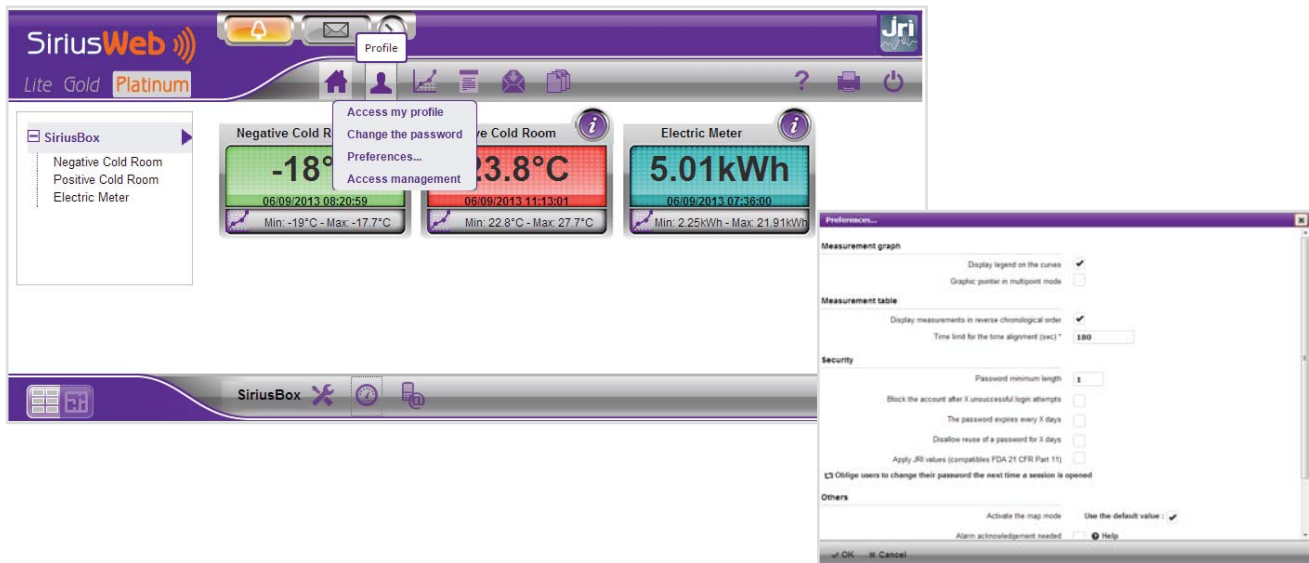 SiriusWeb
Lite Gold Platinum
Profile
jri
Access my profile
Change the password
Preferences...
Access management
SiriusBox
Negative Cold Room
Positive Cold Room
Electric Meter
Negative Cold R
-18°
06/09/2013 08:20:59
Min: -19°C - Max: -17.7°C
e Cold Room
23.8°C
06/09/2013 11:13:01
Min: 22.8°C - Max: 27.7°C
Electric Meter
5.01kWh
06/09/2013 07:36:00
Min: 2.25kWh - Max: 21.91kWh
SiriusBox
Preferences...
Measurement graph
Display legend on the curves
Graphic pointer in multipoint mode
Measurement table
Display measurements in reverse chronological order
Time limit for the time alignment (sec) * 180
Security
Password minimum length 1
Block the account after X unsuccessful login attempts
The password expires every X days
Disallow reuse of a password for X days
Apply JRI values (compatibles FDA 21 CFR Part 11)
Oblige users to change their password the next time a session is opened
Others
Activate the map mode Use the default value :
Alarm acknowledgement needed Help
OK Cancel